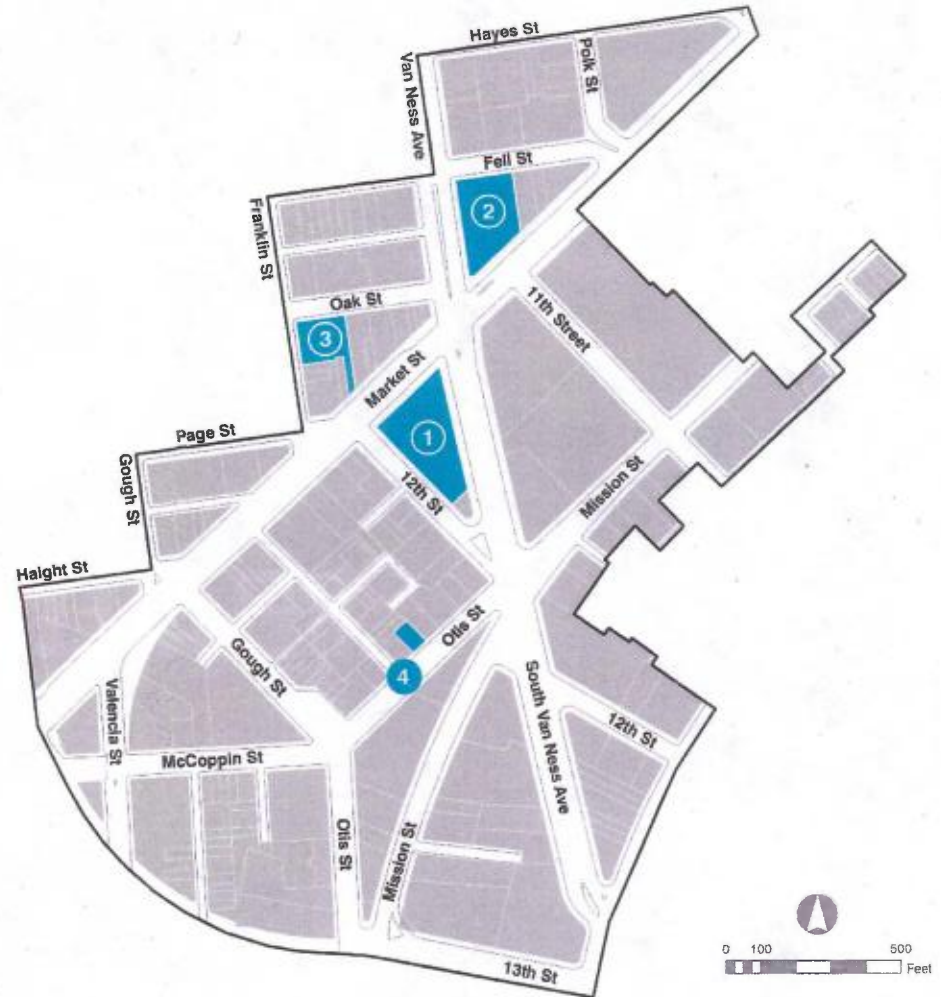 Hayes St
Polk St
Van Ness Ave
Fell St
2
Franklin St
Oak St
11th Street
3
Market St
1
Page St
Gough St
12th St
Mission St
Haight St
Otis St
Gough St
4
Valencia St
South Van Ness Ave
12th St
McCoppin St
Otis St
Mission St
13th St
0 100 500
Feet